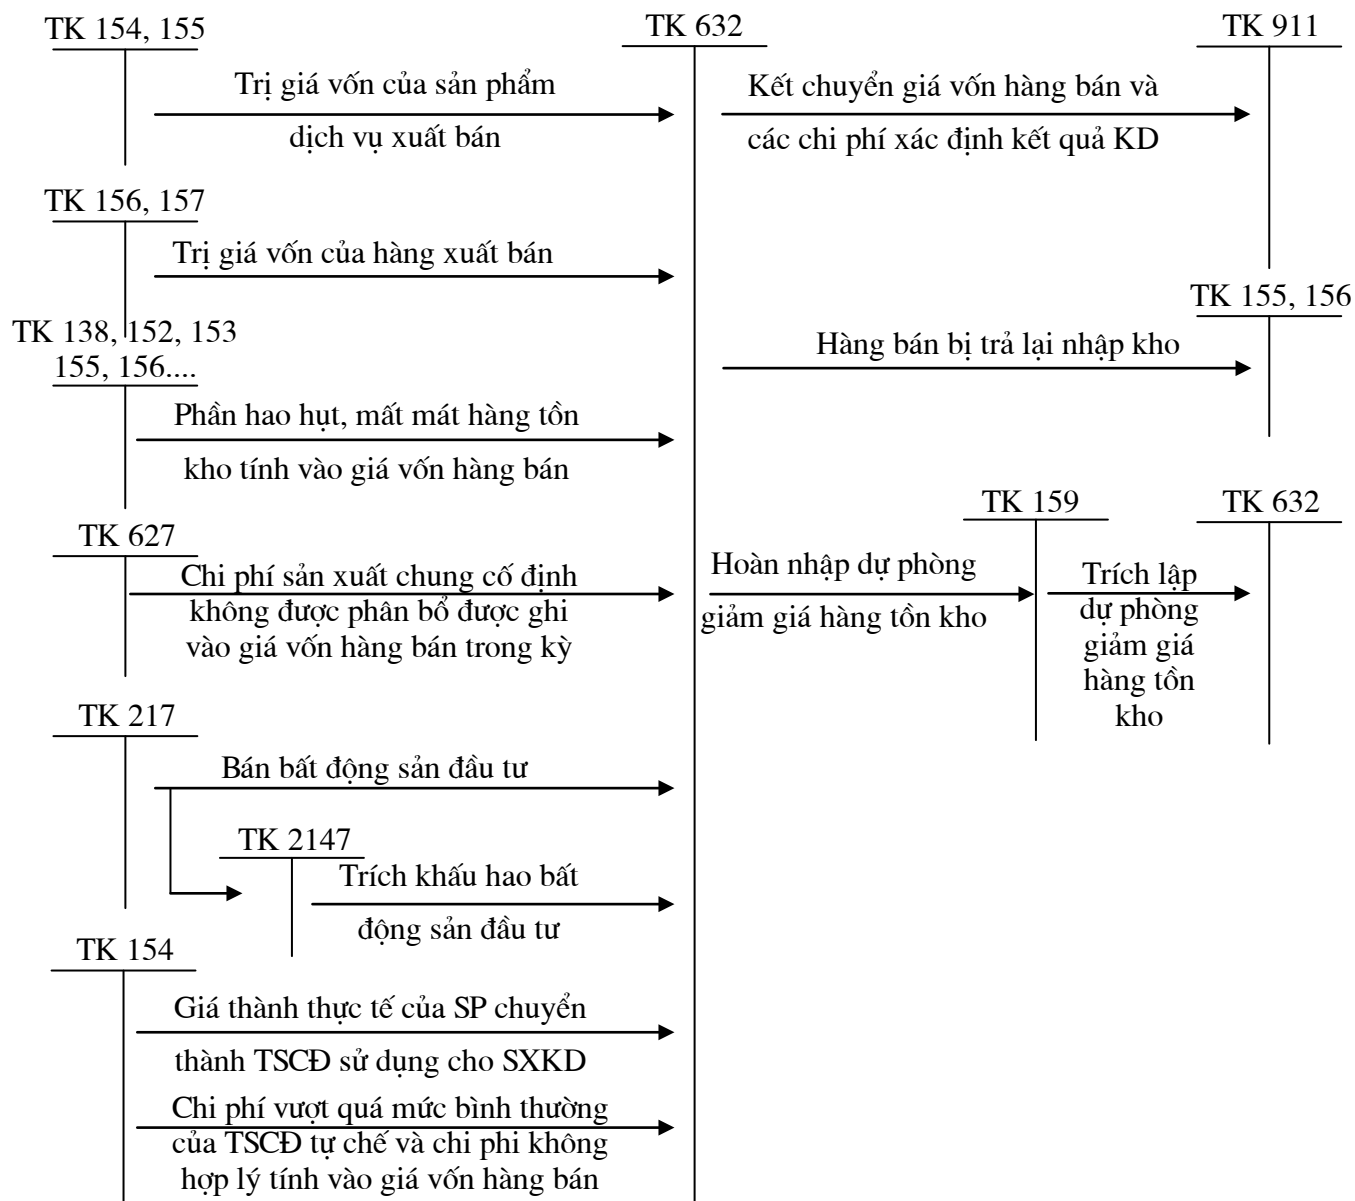 TK 154, 155
Trị giá vốn của sản phẩm
dịch vụ xuất bán
TK 156, 157
Trị giá vốn của hàng xuất bán
TK 138, 152, 153
155, 156....
Phần hao hụt, mất mát hàng tồn
kho tính vào giá vốn hàng bán
TK 627
Chi phí sản xuất chung cố định
không được phân bổ được ghi
vào giá vốn hàng bán trong kỳ
TK 217
Bán bất động sản đầu tư
TK 2147
Trích khấu hao bất
động sản đầu tư
TK 154
Giá thành thực tế của SP chuyển
thành TSCĐ sử dụng cho SXKD
Chi phí vượt quá mức bình thường
của TSCĐ tự chế và chi phi không
hợp lý tính vào giá vốn hàng bán
TK 632
Kết chuyển giá vốn hàng bán và
các chi phí xác định kết quả KD
TK 911
Hàng bán bị trả lại nhập kho
TK 155, 156
Hoàn nhập dự phòng
giảm giá hàng tồn kho
TK 159
Trích lập
dự phòng
giảm giá
hàng tồn
kho
TK 632